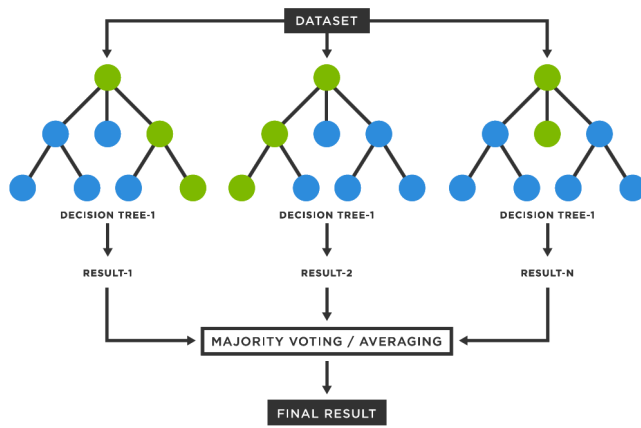 DATASET
DECISION TREE-1
DECISION TREE-1
DECISION TREE-1
RESULT-1
RESULT-2
RESULT-N
MAJORITY VOTING / AVERAGING
FINAL RESULT